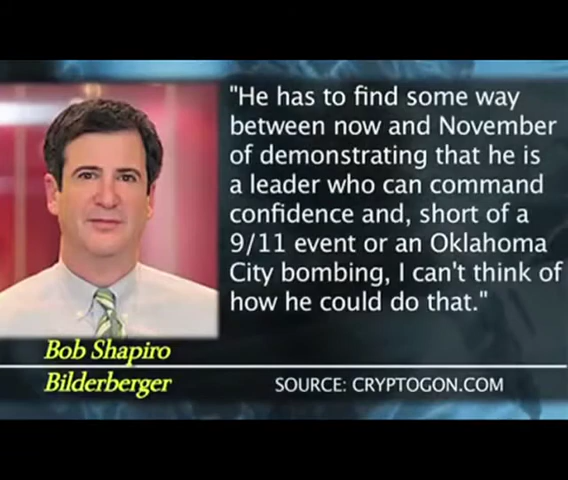 "He has to find some way
between now and November
of demonstrating that he is
a leader who can command
confidence and, short of a
9/11 event or an Oklahoma
City bombing, I can't think of
how he could do that."
Bob Shapiro
Bilderberger
SOURCE: CRYPTOGON.COM